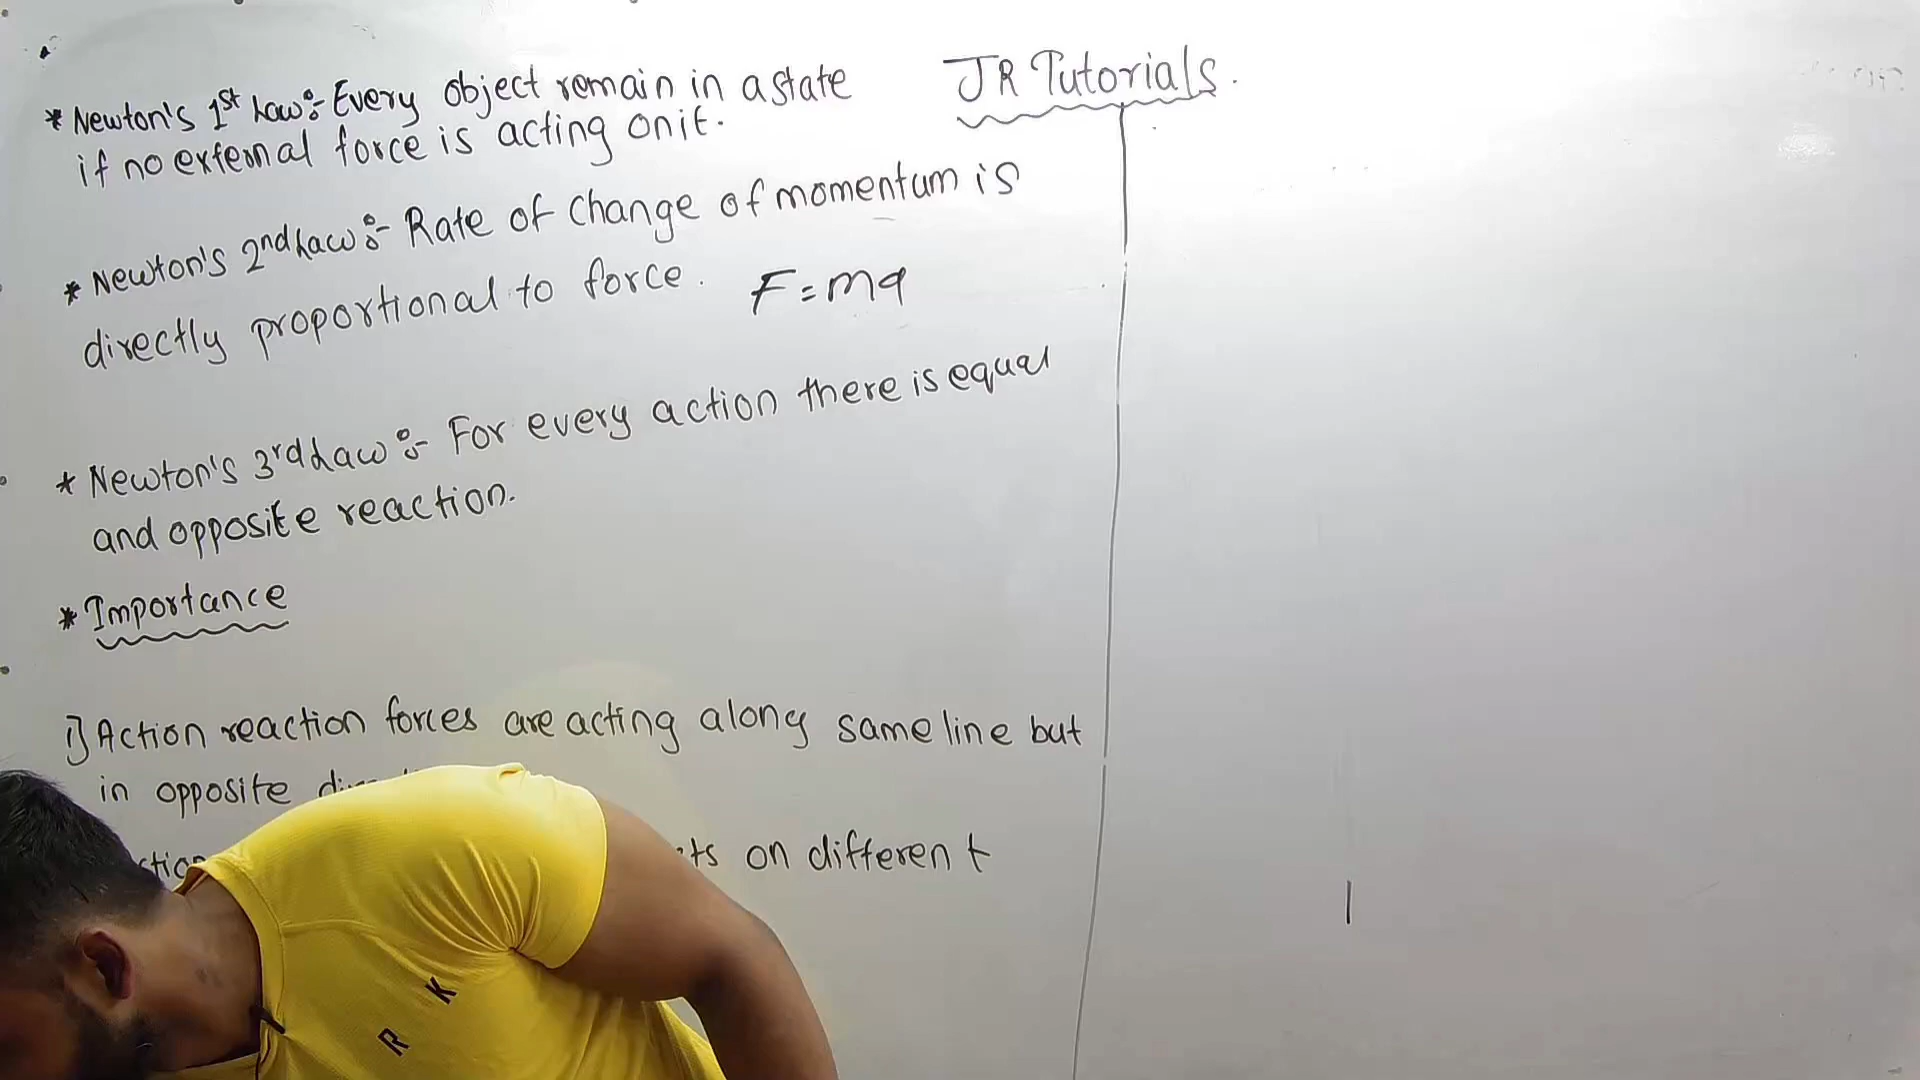 JR Tutorials.
* Newton's 1st Law:- Every object remain in a state
if no external force is acting on it.
* Newton's 2nd Law:- Rate of change of momentum is
directly proportional to force. F = ma
* Newton's 3rd Law:- For every action there is equal
and opposite reaction.
* Importance
i] Action reaction forces are acting along same line but
in opposite
on different
R K